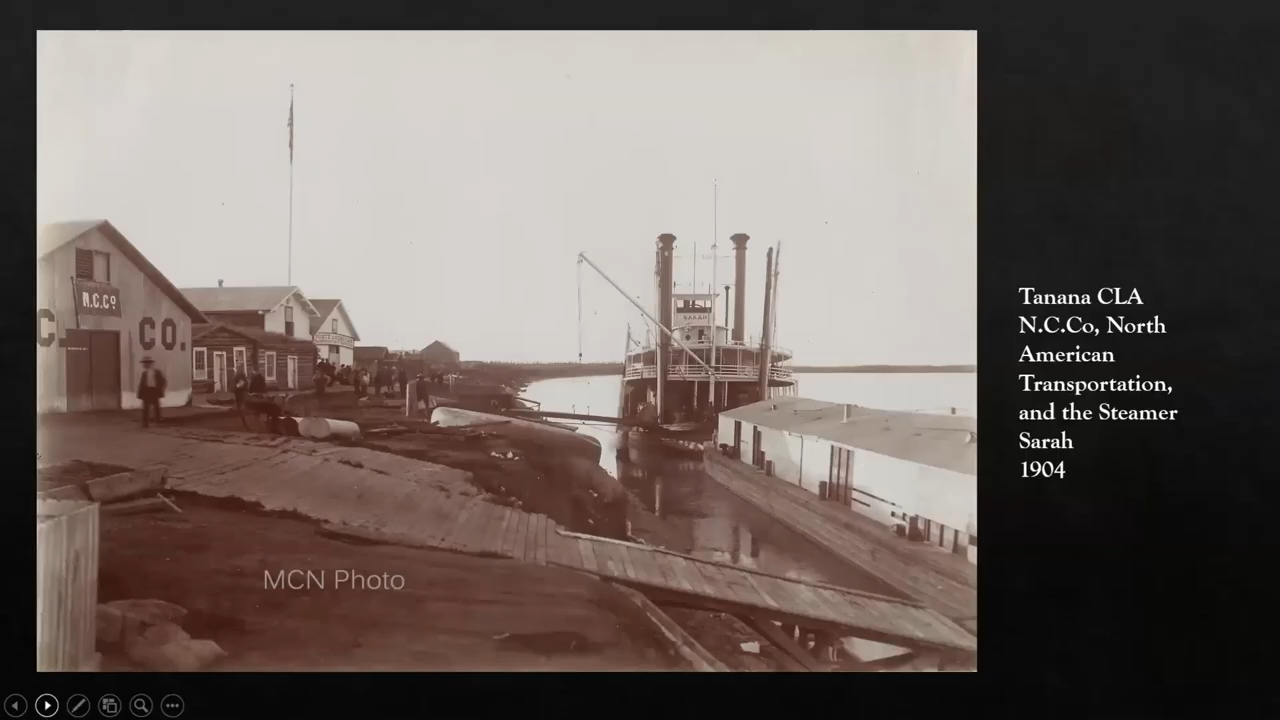 N.C.Co
C
CO.
SARAH
MCN Photo
Tanana CLA
N.C.Co, North
American
Transportation,
and the Steamer
Sarah
1904